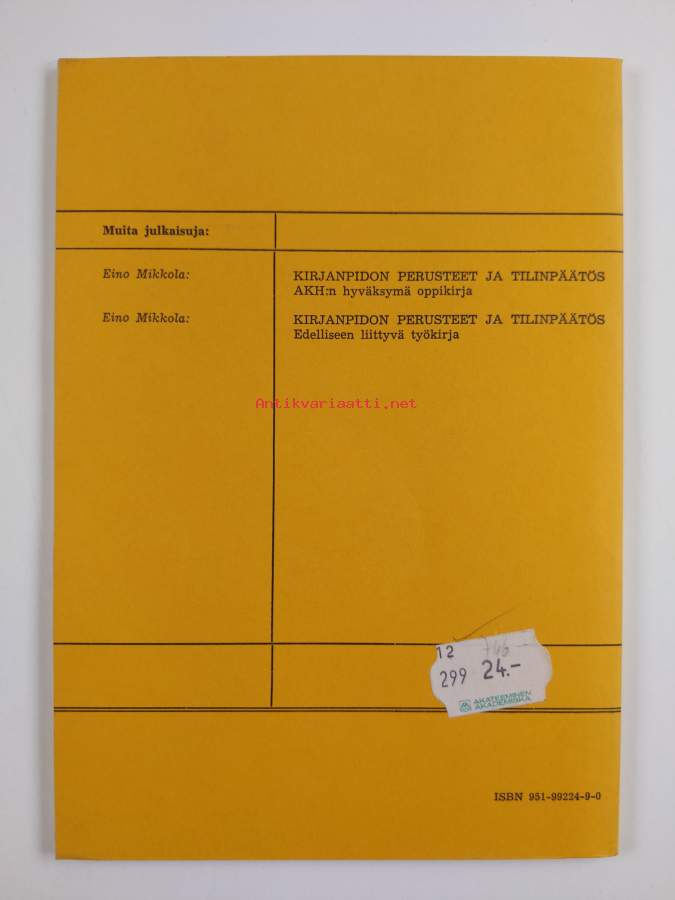 Muita julkaisuja:
Eino Mikkola:
KIRJANPIDON PERUSTEET JA TILINPÄÄTÖS
AKH:n hyväksymä oppikirja
Eino Mikkola:
KIRJANPIDON PERUSTEET JA TILINPÄÄTÖS
Edelliseen liittyvä työkirja
Antikvariaatti.net
12
299 24.-
AKATEEMINEN
AKADEMISKA
ISBN 951-99224-9-0